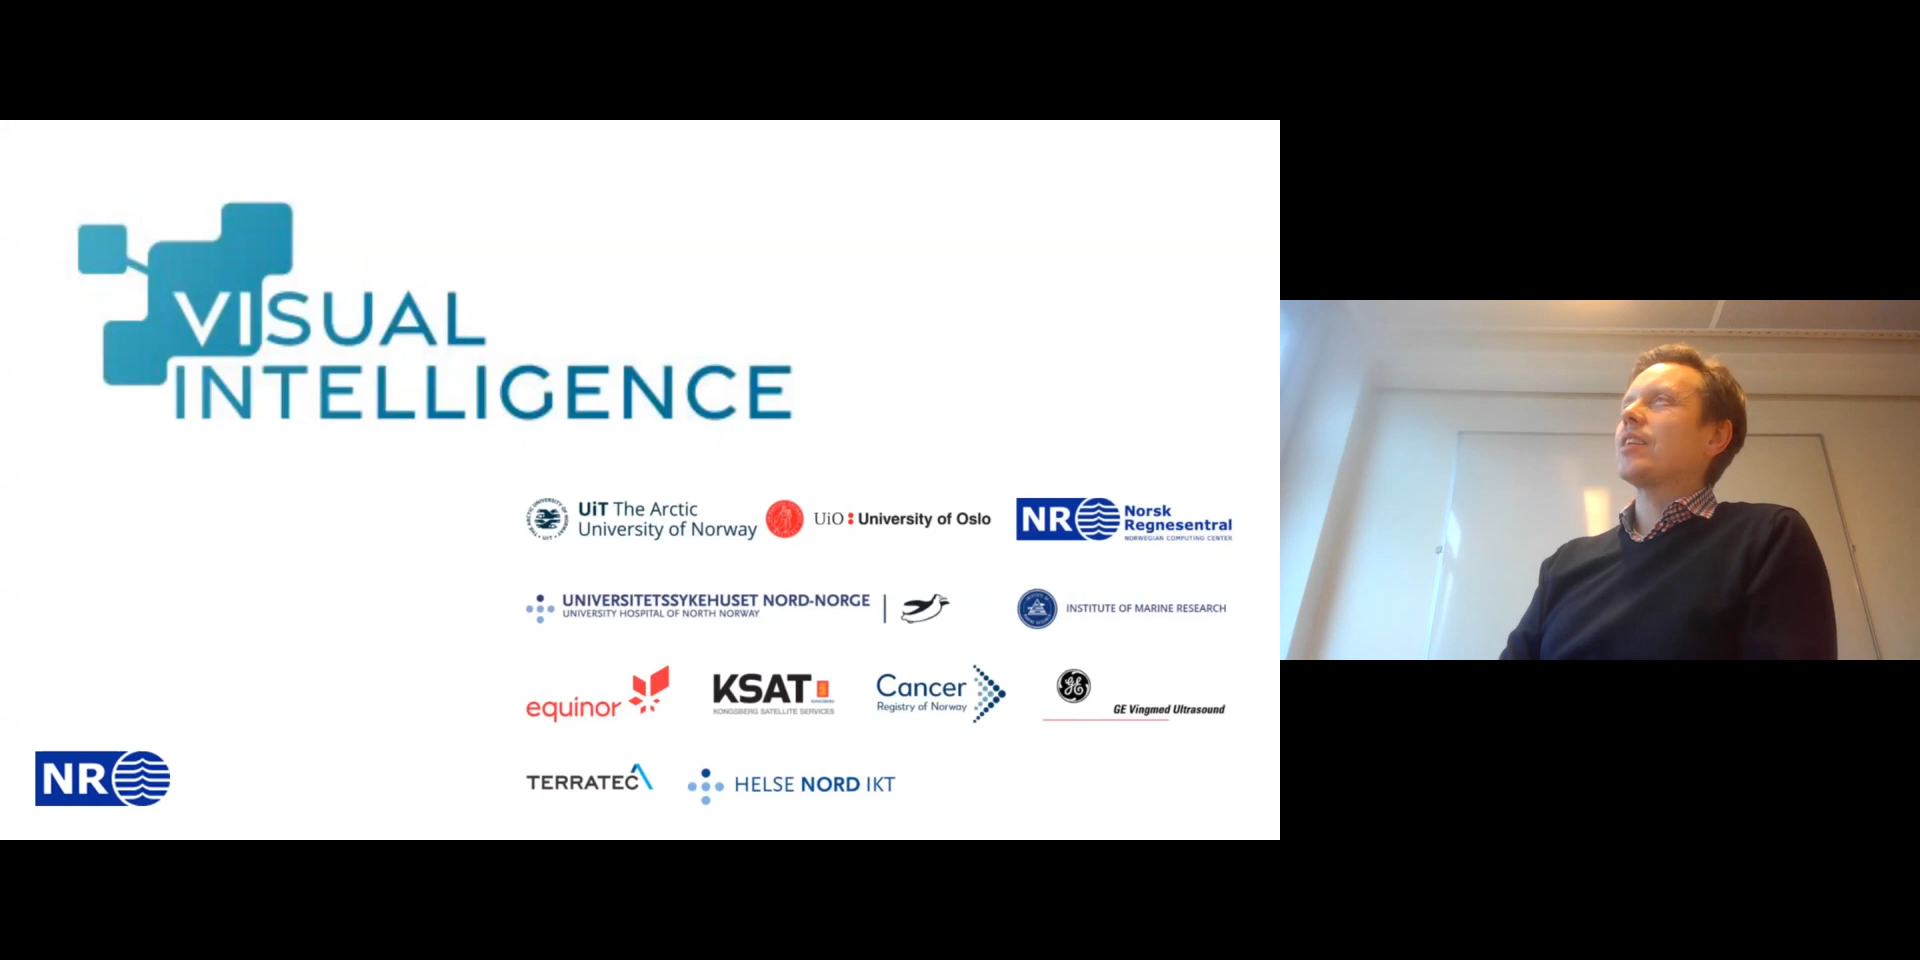 VISUAL
INTELLIGENCE
UiT The Arctic
University of Norway
UiO : University of Oslo
NR
Norsk
Regnesentral
NORWEGIAN COMPUTING CENTER
UNIVERSITETSSYKEHUSET NORD-NORGE
UNIVERSITY HOSPITAL OF NORTH NORWAY
INSTITUTE OF MARINE RESEARCH
equinor
KSAT
KONGSBERG
KONGSBERG SATELLITE SERVICES
Cancer
Registry of Norway
GE
GE Vingmed Ultrasound
TERRATEC
HELSE NORD IKT
NR